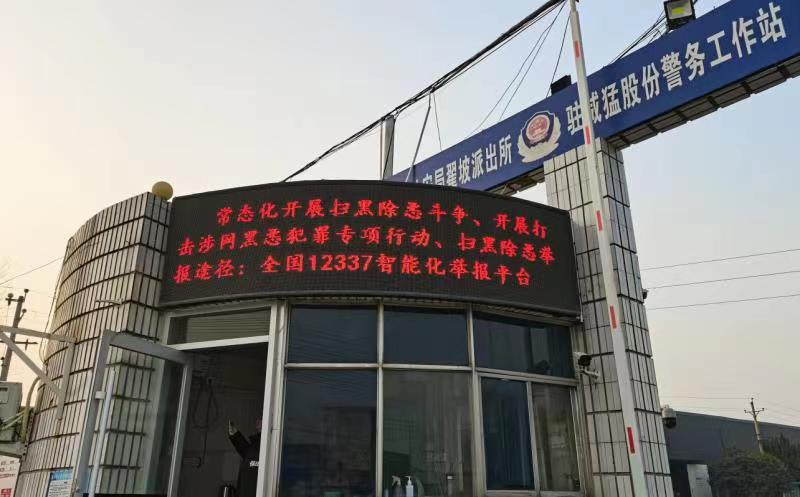 安局翟坡派出所 驻威猛股份警务工作站
常态化开展扫黑除恶斗争、开展打
击涉网黑恶犯罪专项行动、扫黑除恶举
报途径：全国12337智能化举报平台